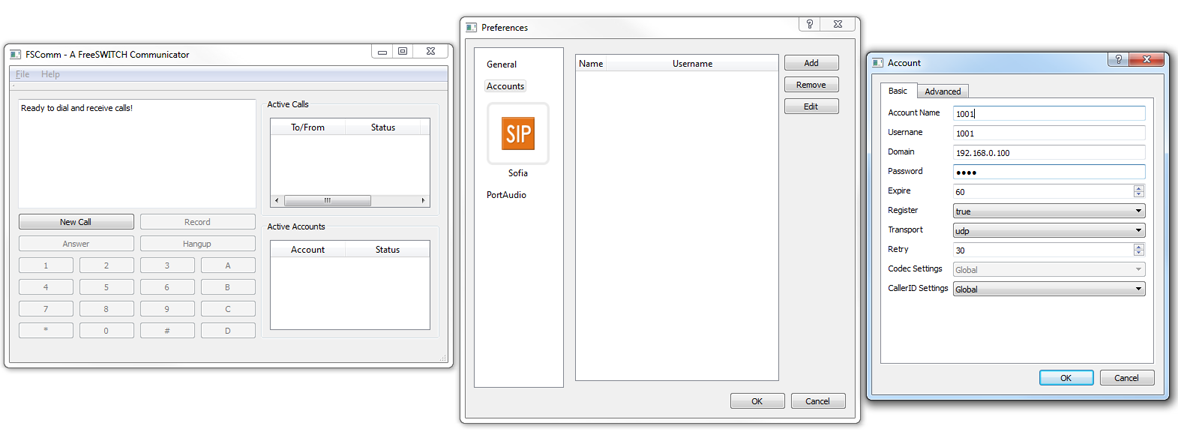 FSComm - A FreeSWITCH Communicator
File Help
Ready to dial and receive calls!
Active Calls
To/From Status
New Call Record
Answer Hangup
Active Accounts
Account Status
1 2 3 A
4 5 6 B
7 8 9 C
* 0 # D
Preferences
General
Accounts
SIP
Sofia
PortAudio
Name Username
Add
Remove
Edit
OK Cancel
Account
Basic Advanced
Account Name 1001
Username 1001
Domain 192.168.0.100
Password ●●●●
Expire 60
Register true
Transport udp
Retry 30
Codec Settings Global
CallerID Settings Global
OK Cancel